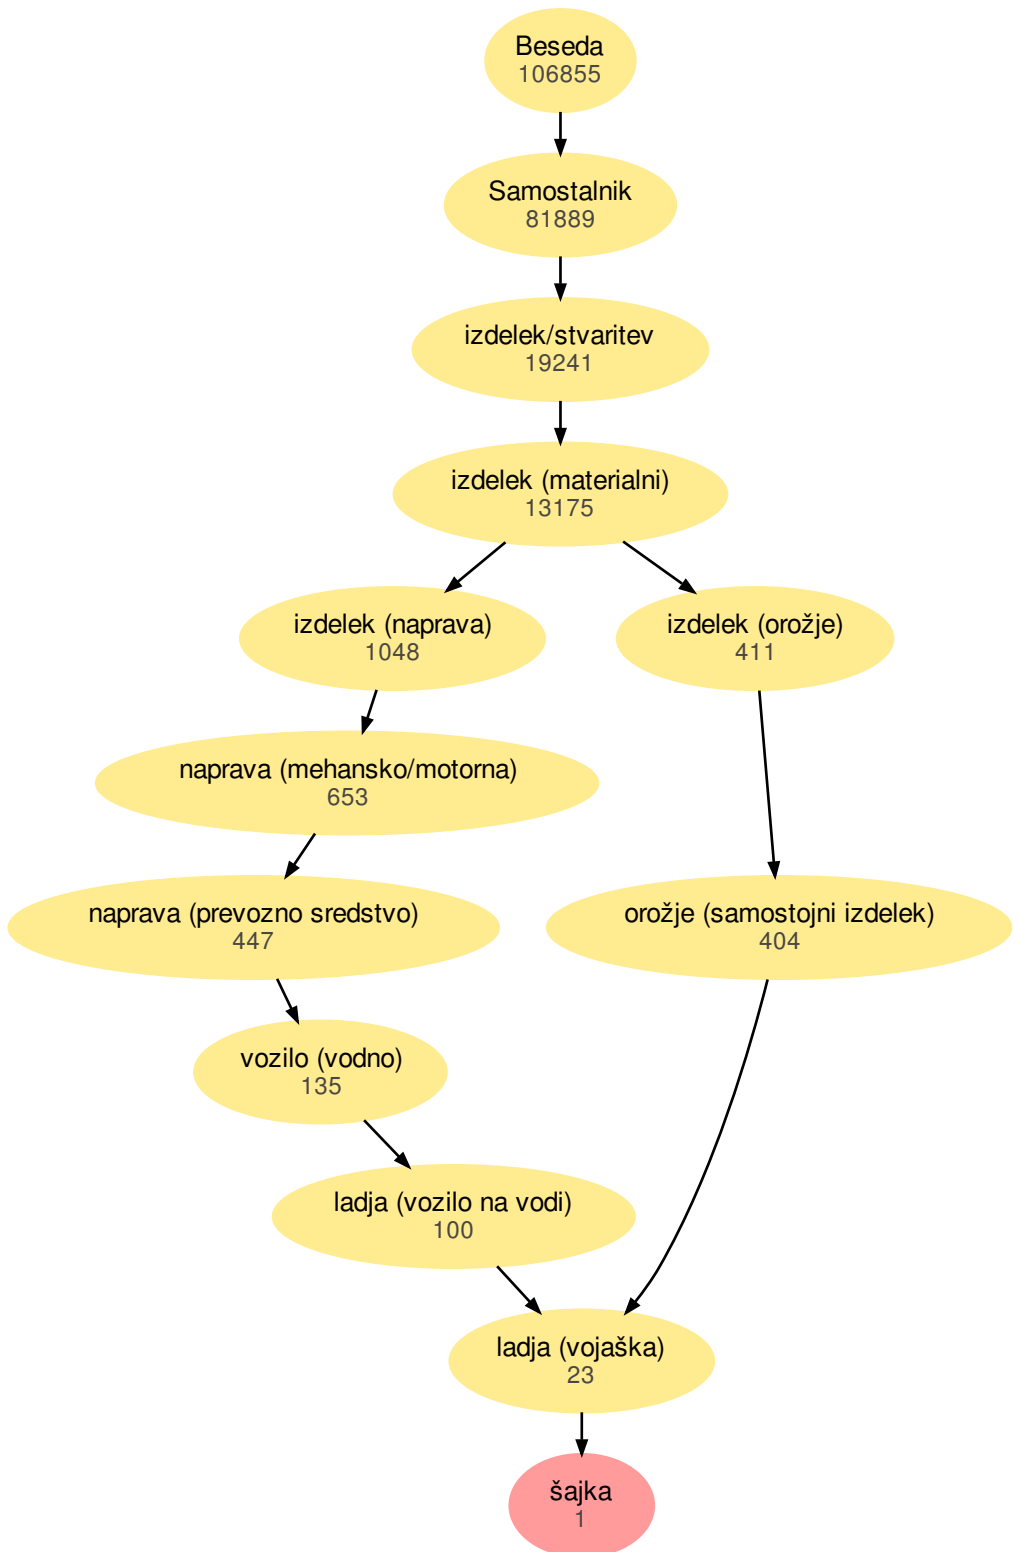 Beseda
106855
Samostalnik
81889
izdelek/stvaritev
19241
izdelek (materialni)
13175
izdelek (naprava)
1048
izdelek (orožje)
411
naprava (mehansko/motorna)
653
naprava (prevozno sredstvo)
447
orožje (samostojni izdelek)
404
vozilo (vodno)
135
ladja (vozilo na vodi)
100
ladja (vojaška)
23
šajka
1